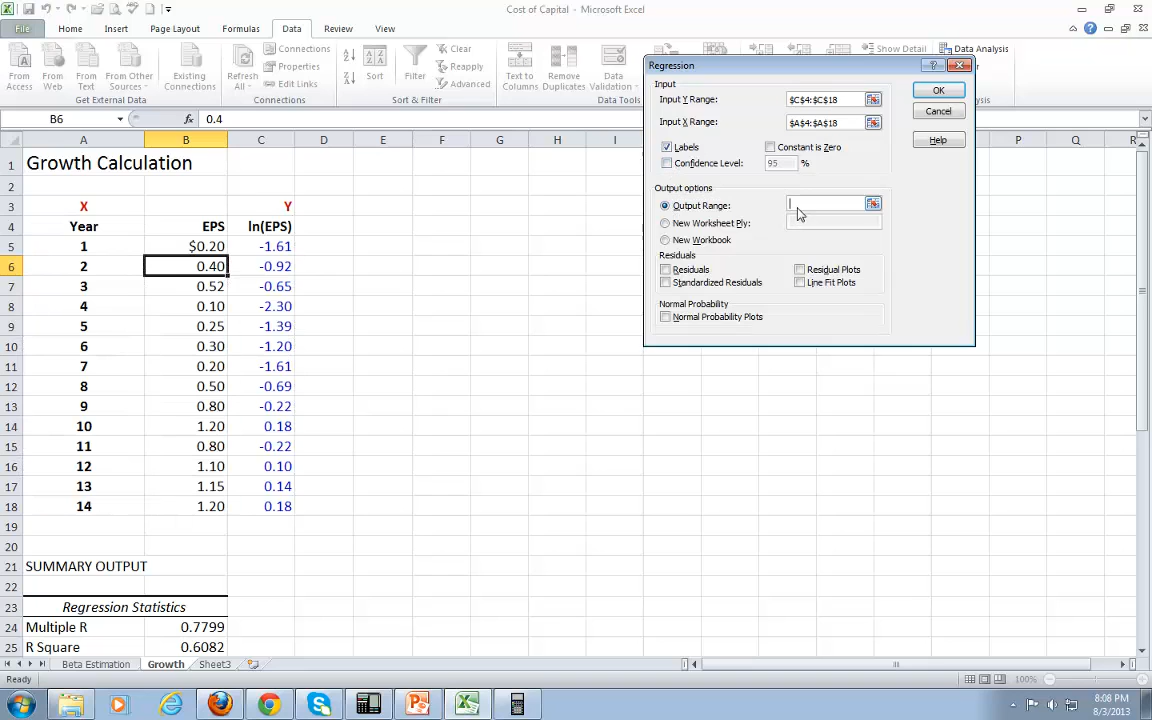 Cost of Capital - Microsoft Excel
File Home Insert Page Layout Formulas Data Review View
From Access
From Web
From Text
From Other Sources
Existing Connections
Refresh All
Connections
Properties
Edit Links
Sort
Filter
Clear
Reapply
Advanced
Text to Columns
Remove Duplicates
Data Validation
Show Detail
Data Analysis
Get External Data
Connections
Sort & Filter
Data Tools
B6 fx 0.4
A B C D E F G H I P Q R
1 Growth Calculation
2
3 X Y
4 Year EPS ln(EPS)
5 1 $0.20 -1.61
6 2 0.40 -0.92
7 3 0.52 -0.65
8 4 0.10 -2.30
9 5 0.25 -1.39
10 6 0.30 -1.20
11 7 0.20 -1.61
12 8 0.50 -0.69
13 9 0.80 -0.22
14 10 1.20 0.18
15 11 0.80 -0.22
16 12 1.10 0.10
17 13 1.15 0.14
18 14 1.20 0.18
19
20
21 SUMMARY OUTPUT
22
23 Regression Statistics
24 Multiple R 0.7799
25 R Square 0.6082
Regression
Input
Input Y Range: $C$4:$C$18
Input X Range: $A$4:$A$18
Labels Constant is Zero
Confidence Level: 95 %
OK
Cancel
Help
Output options
Output Range:
New Worksheet Ply:
New Workbook
Residuals
Residuals Residual Plots
Standardized Residuals Line Fit Plots
Normal Probability
Normal Probability Plots
Beta Estimation Growth Sheet3
Ready
100%
8:08 PM
8/3/2013